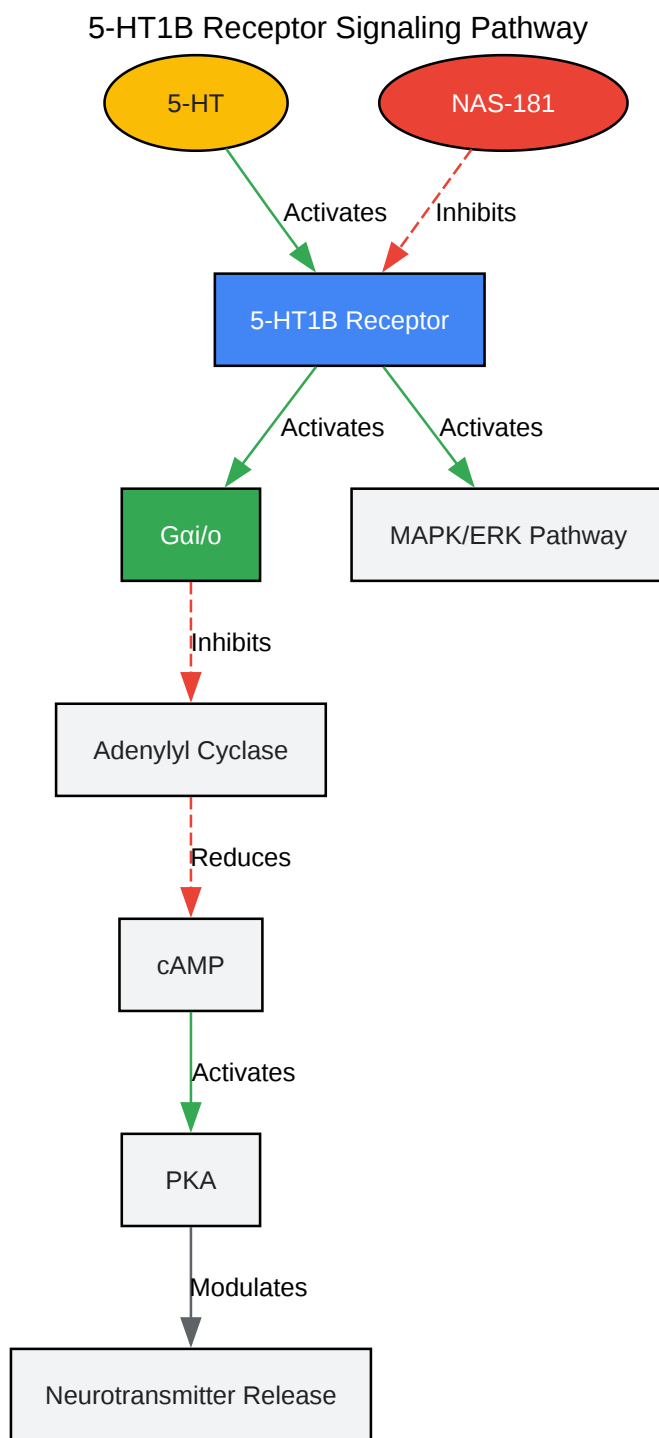 5-HT1B Receptor Signaling Pathway
5-HT
NAS-181
Activates
Inhibits
5-HT1B Receptor
Activates
Activates
Gαi/o
MAPK/ERK Pathway
Inhibits
Adenylyl Cyclase
Reduces
cAMP
Activates
PKA
Modulates
Neurotransmitter Release